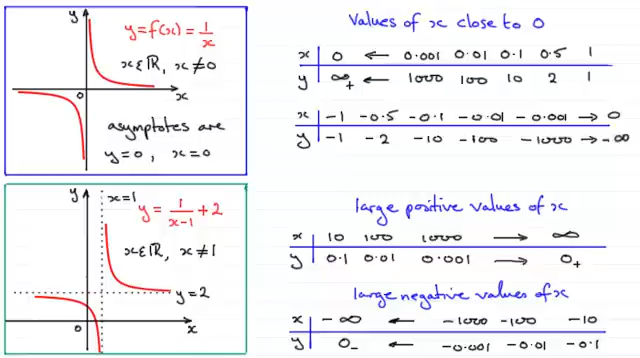 y
y = f(x) = 1/x
x ∈ ℝ, x ≠ 0
0
x
asymptotes are
y = 0, x = 0
Values of x close to 0
x | 0 ← 0.001 0.01 0.1 0.5 1
y | ∞+ ← 1000 100 10 2 1
x | -1 -0.5 -0.1 -0.01 -0.001 → 0
y | -1 -2 -10 -100 -1000 → -∞
y
x=1
y = 1/(x-1) + 2
x ∈ ℝ, x ≠ 1
y = 2
0
x
large positive values of x
x | 10 100 1000 → ∞
y | 0.1 0.01 0.001 → 0+
large negative values of x
x | -∞ ← -1000 -100 -10
y | 0- ← -0.001 -0.01 -0.1